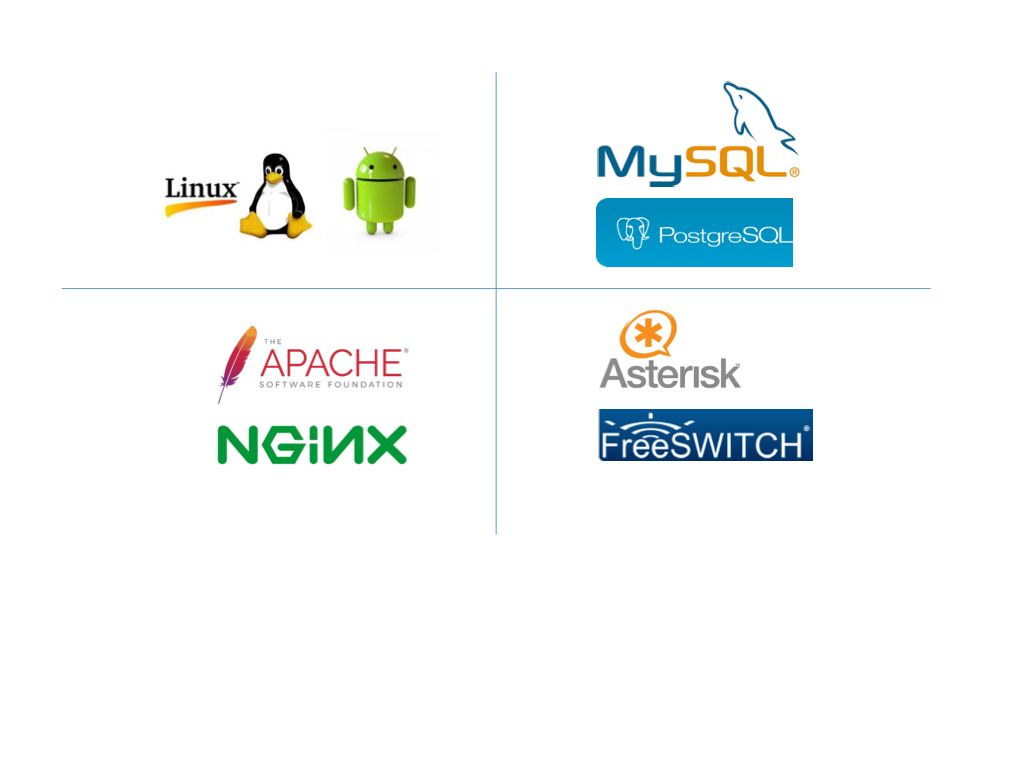 Linux
MySQL®
PostgreSQL
THE
APACHE®
SOFTWARE FOUNDATION
NGiNX
Asterisk
FreeSWITCH®